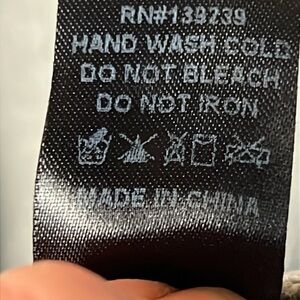 RN#139239
HAND WASH COLD
DO NOT BLEACH
DO NOT IRON
MADE IN CHINA